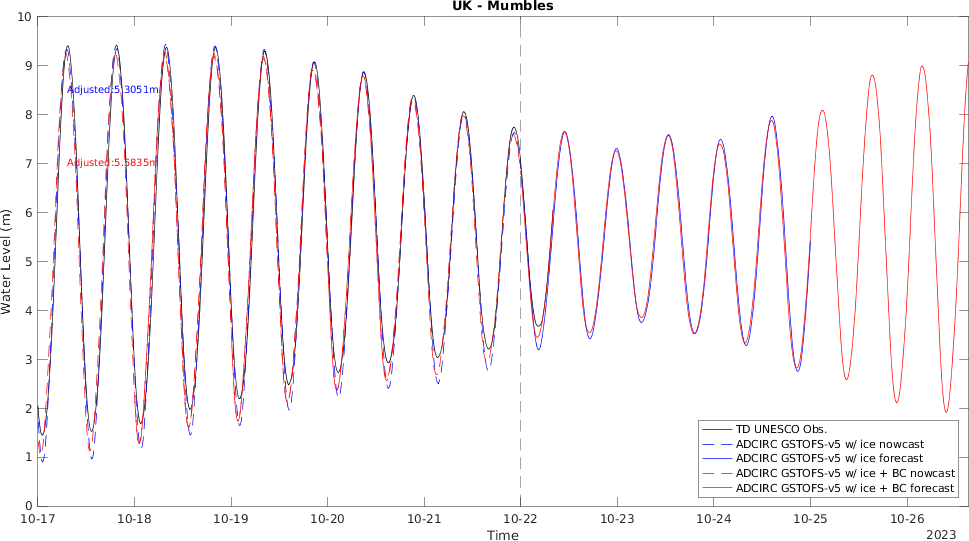 UK - Mumbles
10
9
8
7
6
5
4
3
2
1
0
Water Level (m)
Adjusted:5.3051m
Adjusted:5.5835m
TD UNESCO Obs.
ADCIRC GSTOFS-v5 w/ ice nowcast
ADCIRC GSTOFS-v5 w/ ice forecast
ADCIRC GSTOFS-v5 w/ ice + BC nowcast
ADCIRC GSTOFS-v5 w/ ice + BC forecast
10-17 10-18 10-19 10-20 10-21 10-22 10-23 10-24 10-25 10-26
Time
2023